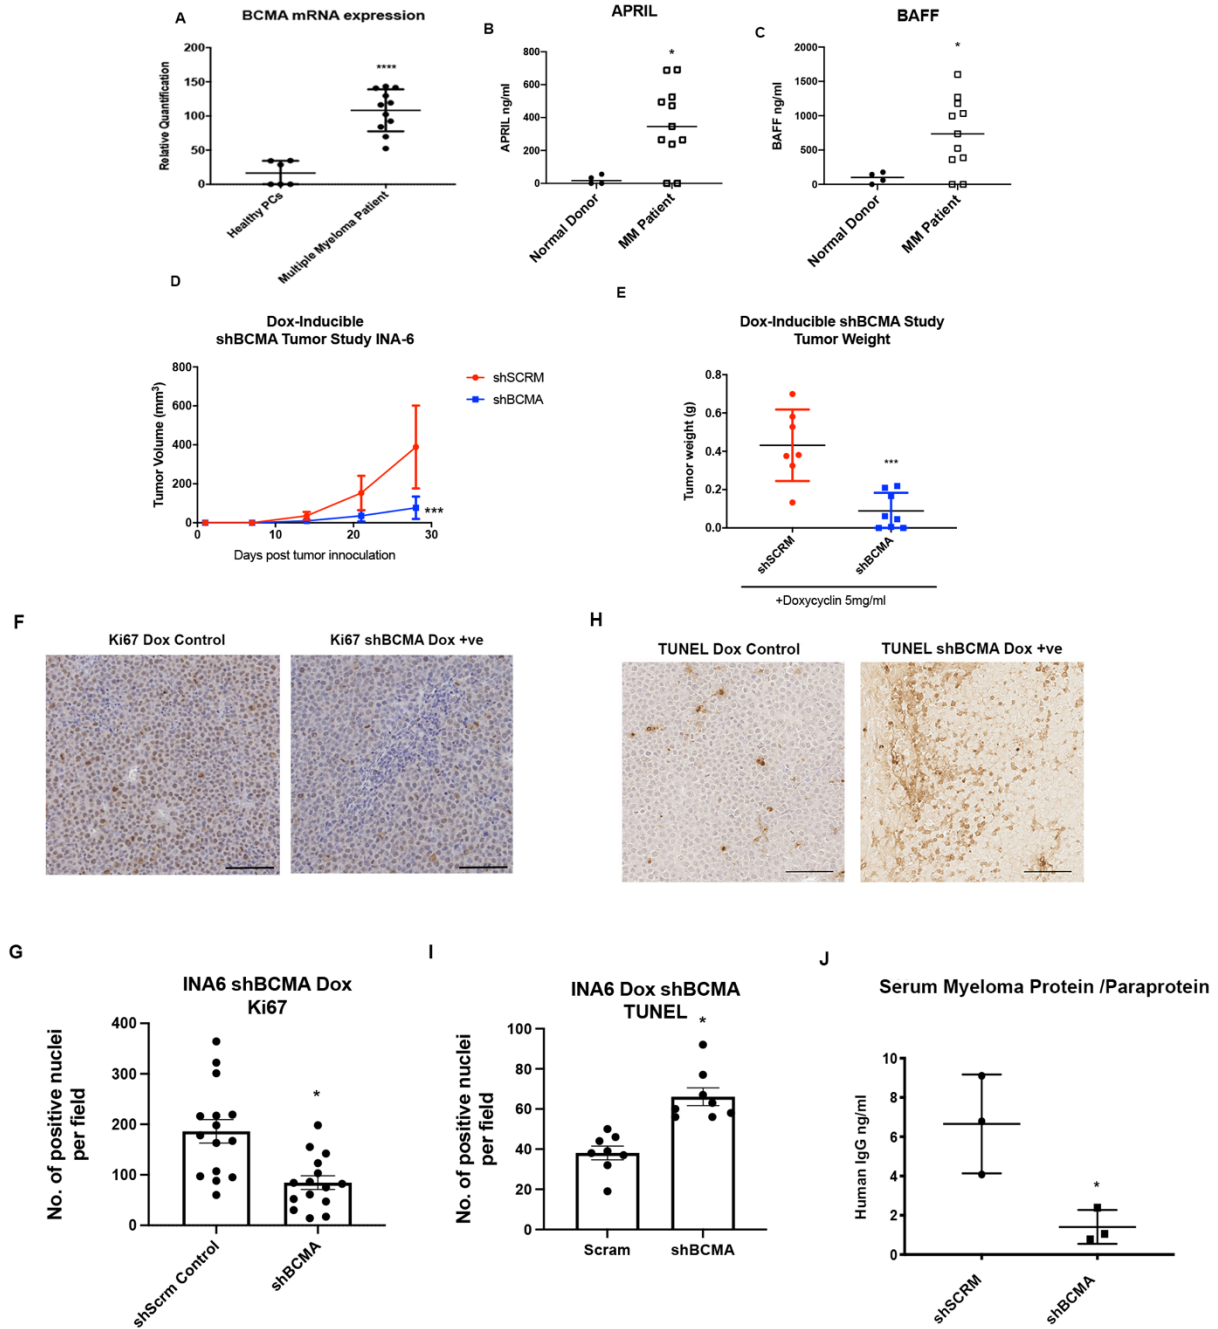 A
BCMA mRNA expression
Relative Quantification
200
150
100
50
0
****
Healthy PCs
Multiple Myeloma Patient
B
APRIL
APRIL ng/ml
800
600
400
200
0
*
Normal Donor
MM Patient
C
BAFF
BAFF ng/ml
2000
1500
1000
500
0
*
Normal Donor
MM Patient
D
Dox-Inducible
shBCMA Tumor Study INA-6
Tumor Volume (mm³)
800
600
400
200
0
0
10
20
30
***
Days post tumor innoculation
shSCRM
shBCMA
E
Dox-Inducible shBCMA Study
Tumor Weight
Tumor weight (g)
0.8
0.6
0.4
0.2
0.0
***
shSCRM
shBCMA
+Doxycyclin 5mg/ml
F
Ki67 Dox Control
Ki67 shBCMA Dox +ve
H
TUNEL Dox Control
TUNEL shBCMA Dox +ve
G
INA6 shBCMA Dox
Ki67
No. of positive nuclei
per field
400
300
200
100
0
*
shScrm Control
shBCMA
I
INA6 Dox shBCMA
TUNEL
No. of positive nuclei
per field
100
80
60
40
20
0
*
Scram
shBCMA
J
Serum Myeloma Protein /Paraprotein
Human IgG ng/ml
10
8
6
4
2
0
*
shSCRM
shBCMA